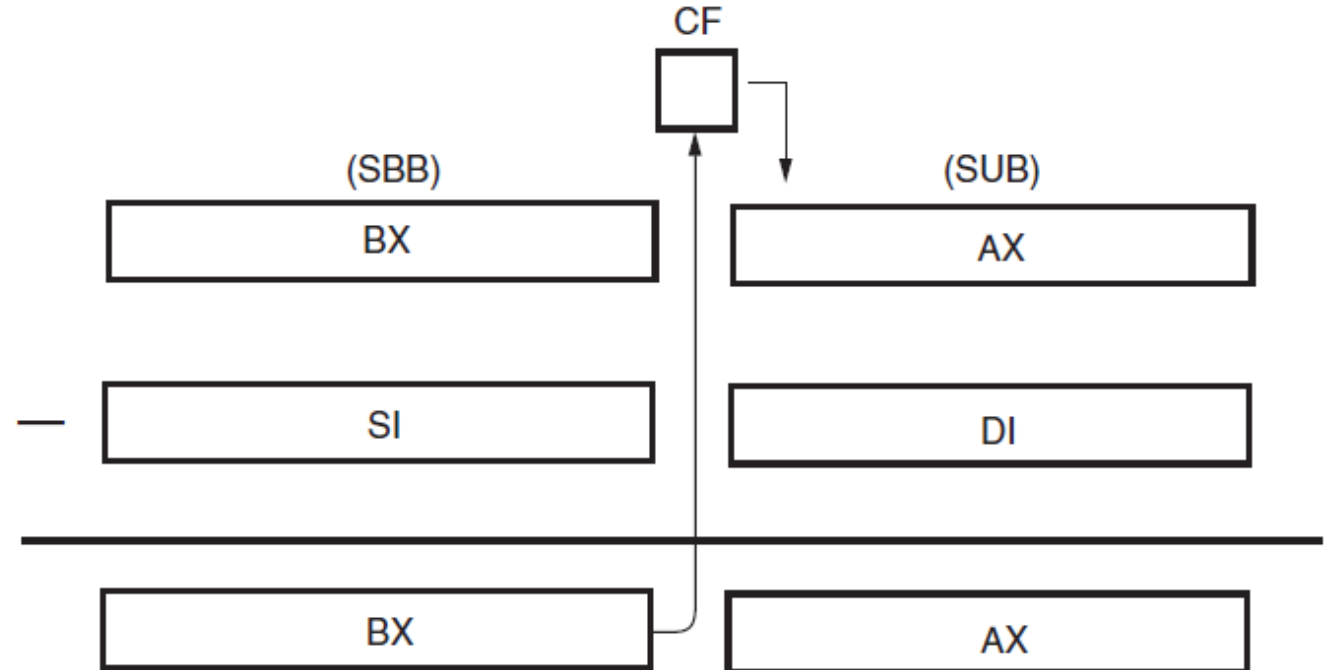 CF
(SBB) (SUB)
BX AX
— SI DI
BX AX